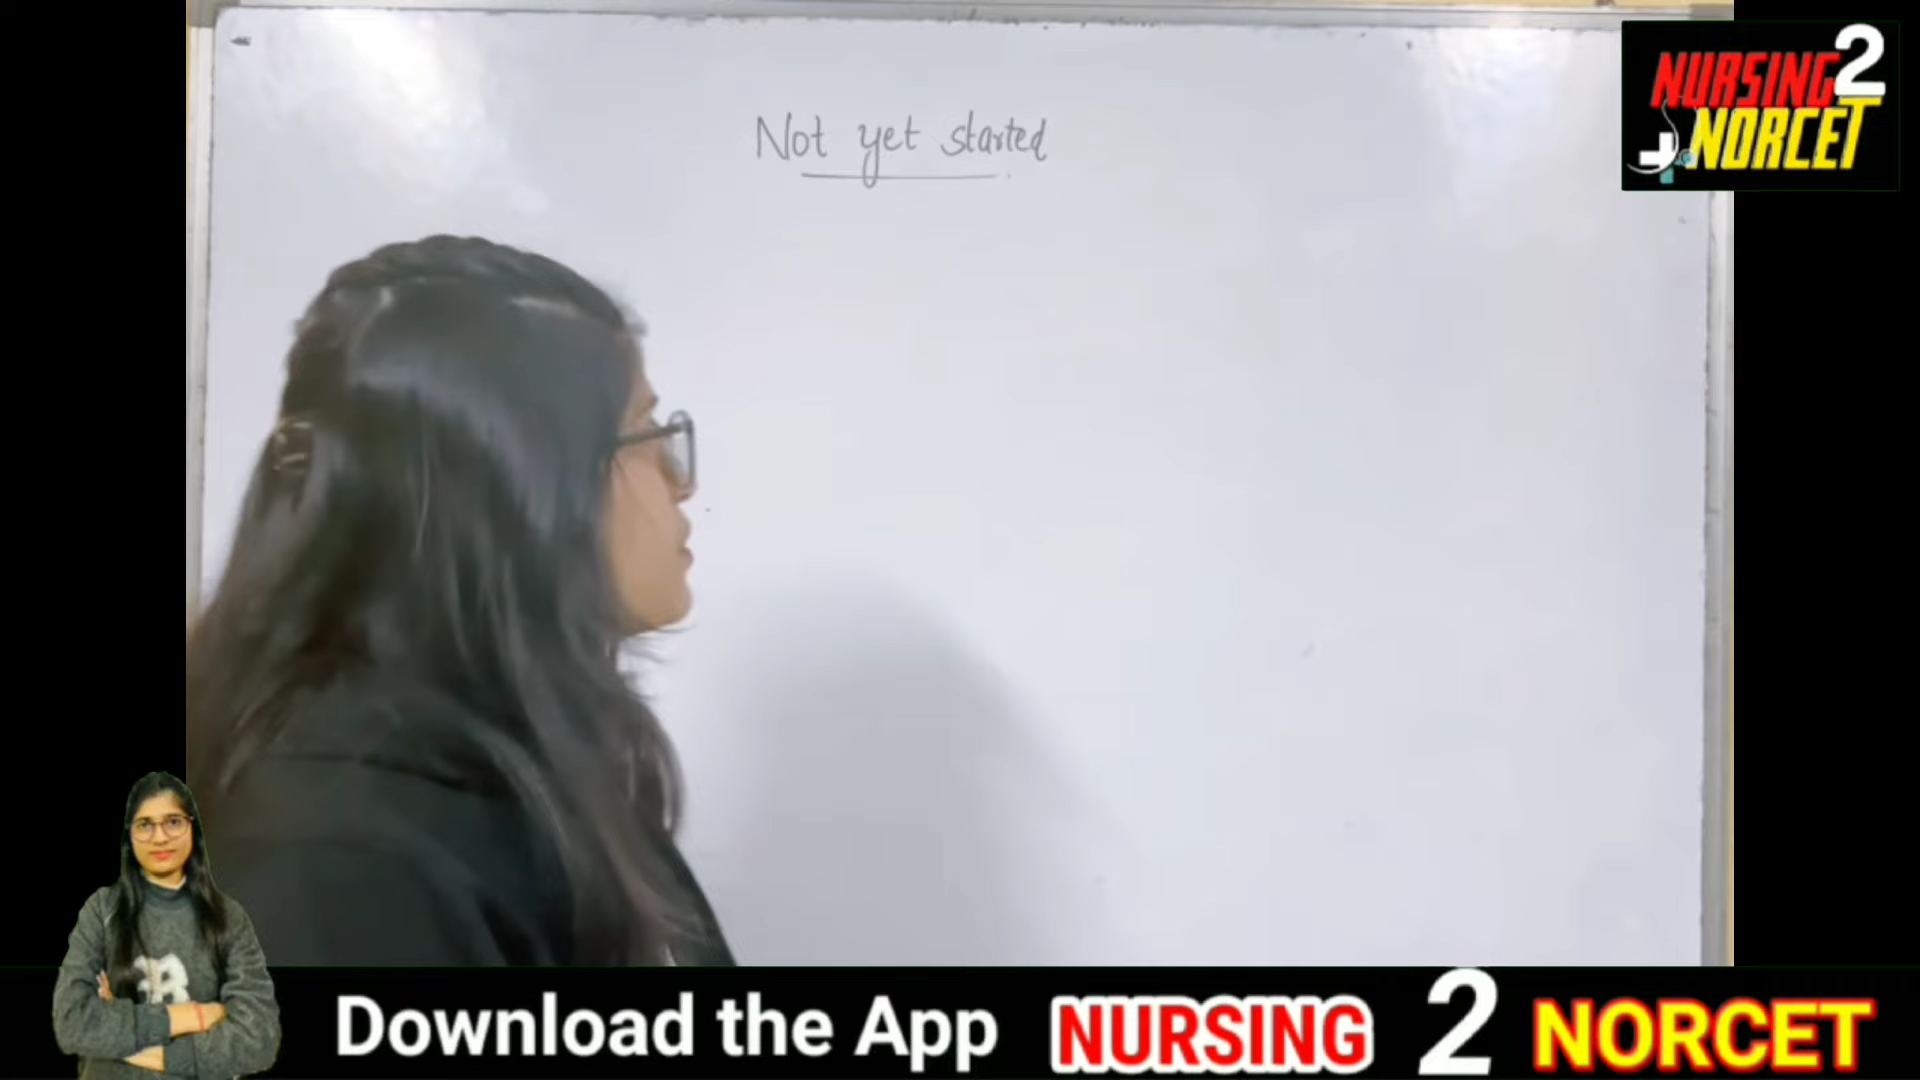 Not yet started
NURSING 2
NORCET
Download the App NURSING 2 NORCET